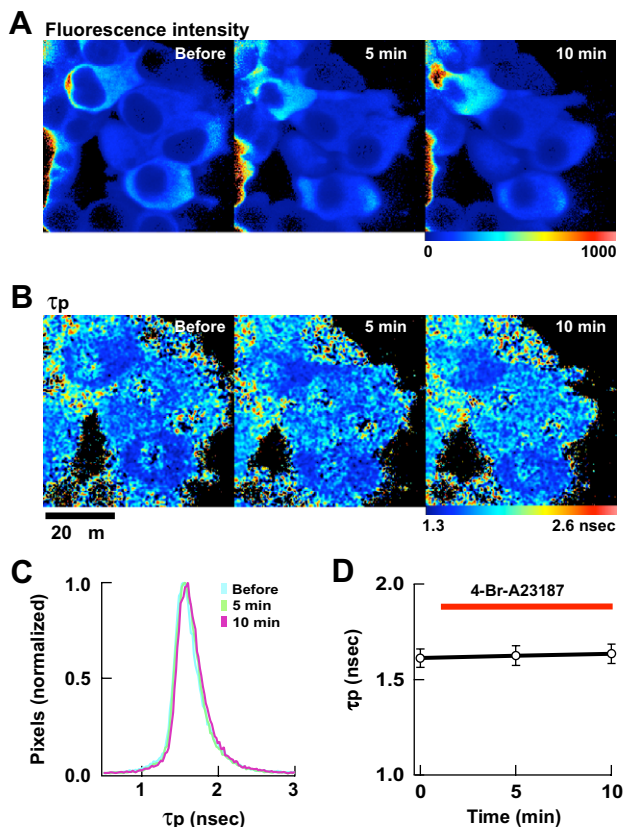 A
Fluorescence intensity
Before
5 min
10 min
0
1000
B
τp
Before
5 min
10 min
20 m
1.3
2.6 nsec
C
D
Before
5 min
10 min
Pixels (normalized)
1.0
0.5
0.0
1
2
3
τp (nsec)
4-Br-A23187
τp (nsec)
2.0
1.5
1.0
0
5
10
Time (min)